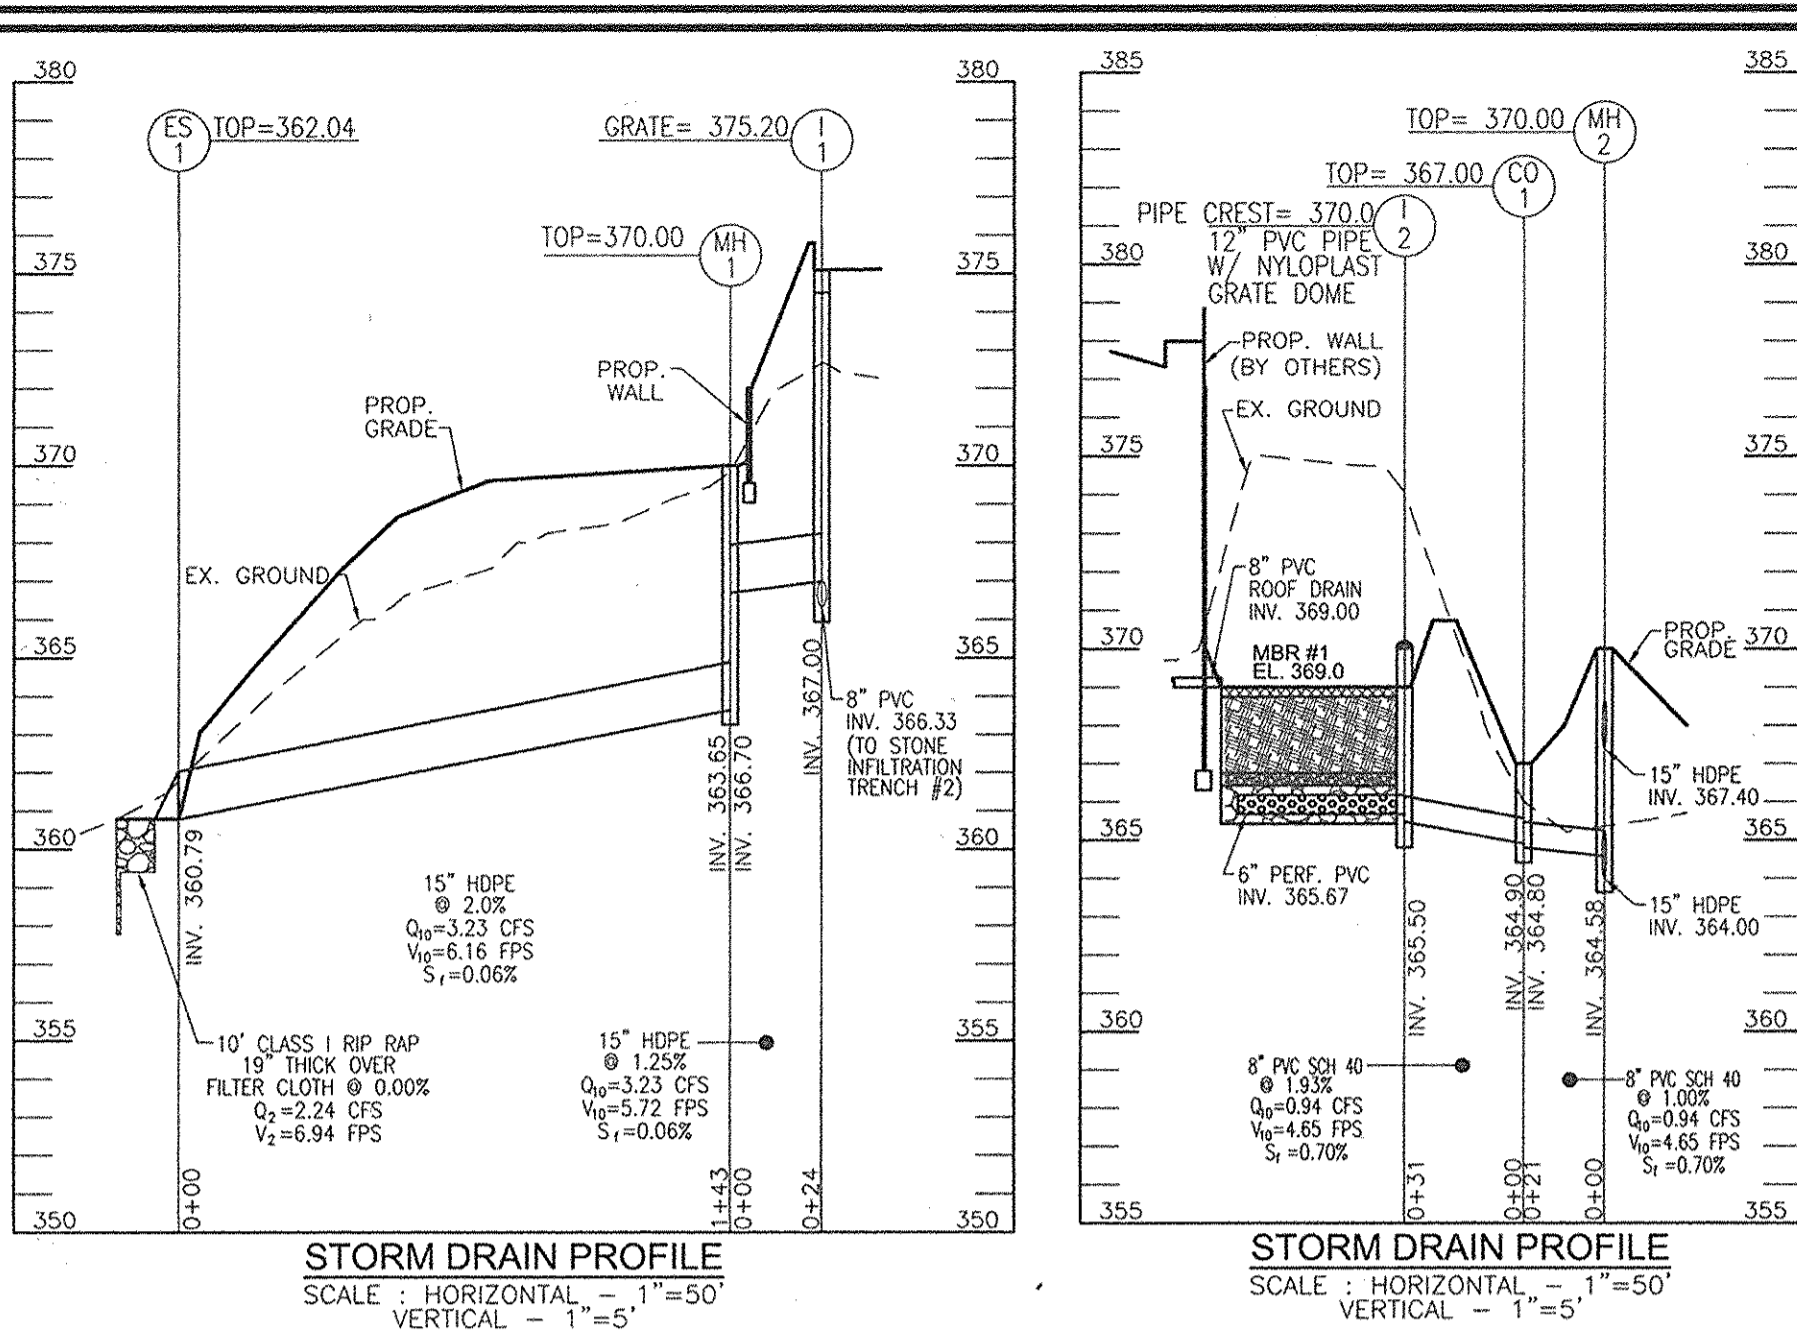 380
375
370
365
360
355
350
ES
1
TOP=362.04
GRATE= 375.20
I
1
TOP=370.00
MH
1
PROP.
WALL
PROP.
GRADE
EX. GROUND
INV. 360.79
INV. 363.65
INV. 366.70
INV. 367.00
8" PVC
INV. 366.33
(TO STONE
INFILTRATION
TRENCH #2)
15" HDPE
@ 2.0%
Q10=3.23 CFS
V10=6.16 FPS
Sf=0.06%
10' CLASS I RIP RAP
19" THICK OVER
FILTER CLOTH @ 0.00%
Q2=2.24 CFS
V2=6.94 FPS
15" HDPE
@ 1.25%
Q10=3.23 CFS
V10=5.72 FPS
Sf=0.06%
0+00
1+43
0+00
0+24
380
375
370
365
360
355
350
STORM DRAIN PROFILE
SCALE : HORIZONTAL - 1"=50'
VERTICAL - 1"=5'
385
380
375
370
365
360
355
TOP= 370.00
MH
2
TOP= 367.00
CO
1
PIPE CREST= 370.0
I
2
12" PVC PIPE
W/ NYLOPLAST
GRATE DOME
PROP. WALL
(BY OTHERS)
EX. GROUND
8" PVC
ROOF DRAIN
INV. 369.00
MBR #1
EL. 369.0
PROP.
GRADE
15" HDPE
INV. 367.40
6" PERF. PVC
INV. 365.67
15" HDPE
INV. 364.00
INV. 365.50
INV. 364.90
INV. 364.80
INV. 364.58
8" PVC SCH 40
@ 1.93%
Q10=0.94 CFS
V10=4.65 FPS
Sf=0.70%
8" PVC SCH 40
@ 1.00%
Q10=0.94 CFS
V10=4.65 FPS
Sf=0.70%
0+31
0+00
0+21
0+00
385
380
375
370
365
360
355
STORM DRAIN PROFILE
SCALE : HORIZONTAL - 1"=50'
VERTICAL - 1"=5'